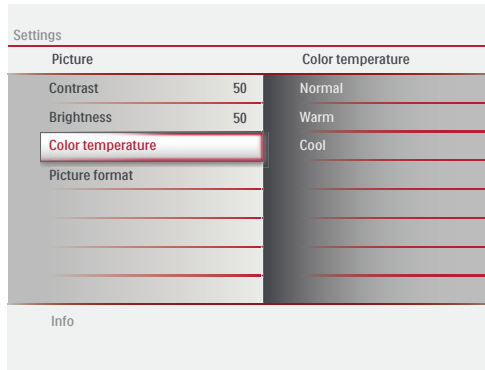 Settings
Picture Color temperature
Contrast 50 Normal
Brightness 50 Warm
Color temperature Cool
Picture format
Info